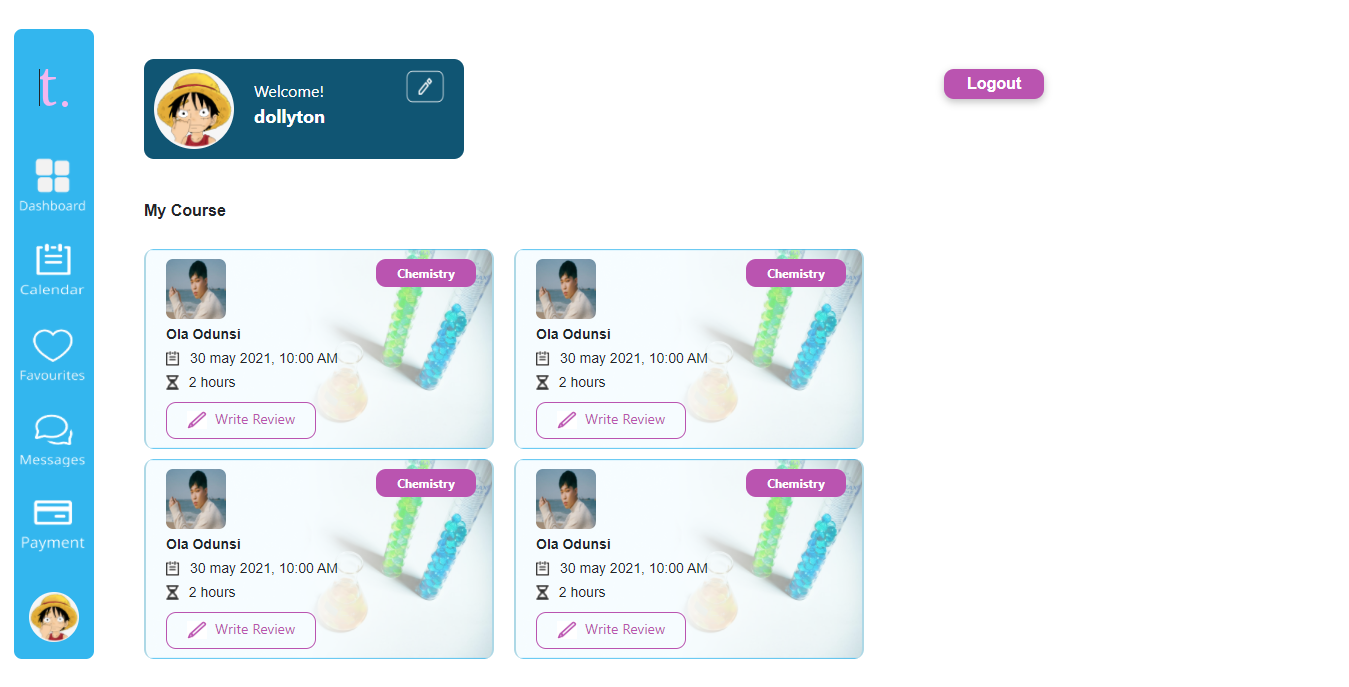 t.
Dashboard
Calendar
Favourites
Messages
Payment
Welcome!
dollyton
Logout
My Course
Chemistry
Ola Odunsi
30 may 2021, 10:00 AM
2 hours
Write Review
Chemistry
Ola Odunsi
30 may 2021, 10:00 AM
2 hours
Write Review
Chemistry
Ola Odunsi
30 may 2021, 10:00 AM
2 hours
Write Review
Chemistry
Ola Odunsi
30 may 2021, 10:00 AM
2 hours
Write Review